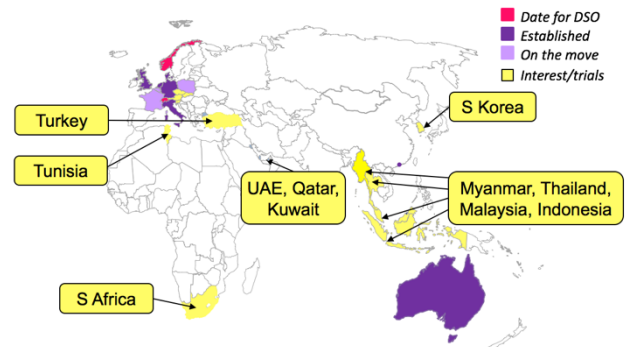 Date for DSO
Established
On the move
Interest/trials
S Korea
Turkey
Tunisia
UAE, Qatar,
Kuwait
Myanmar, Thailand,
Malaysia, Indonesia
S Africa